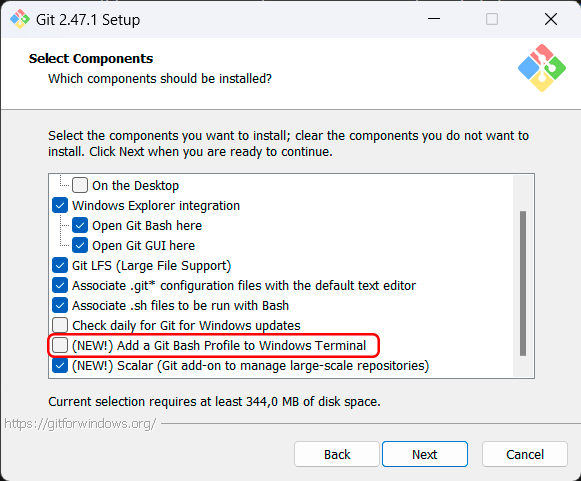 Git 2.47.1 Setup
Select Components
Which components should be installed?
Select the components you want to install; clear the components you do not want to
install. Click Next when you are ready to continue.
On the Desktop
Windows Explorer integration
Open Git Bash here
Open Git GUI here
Git LFS (Large File Support)
Associate .git* configuration files with the default text editor
Associate .sh files to be run with Bash
Check daily for Git for Windows updates
(NEW!) Add a Git Bash Profile to Windows Terminal
(NEW!) Scalar (Git add-on to manage large-scale repositories)
Current selection requires at least 344,0 MB of disk space.
https://gitforwindows.org/
Back Next Cancel